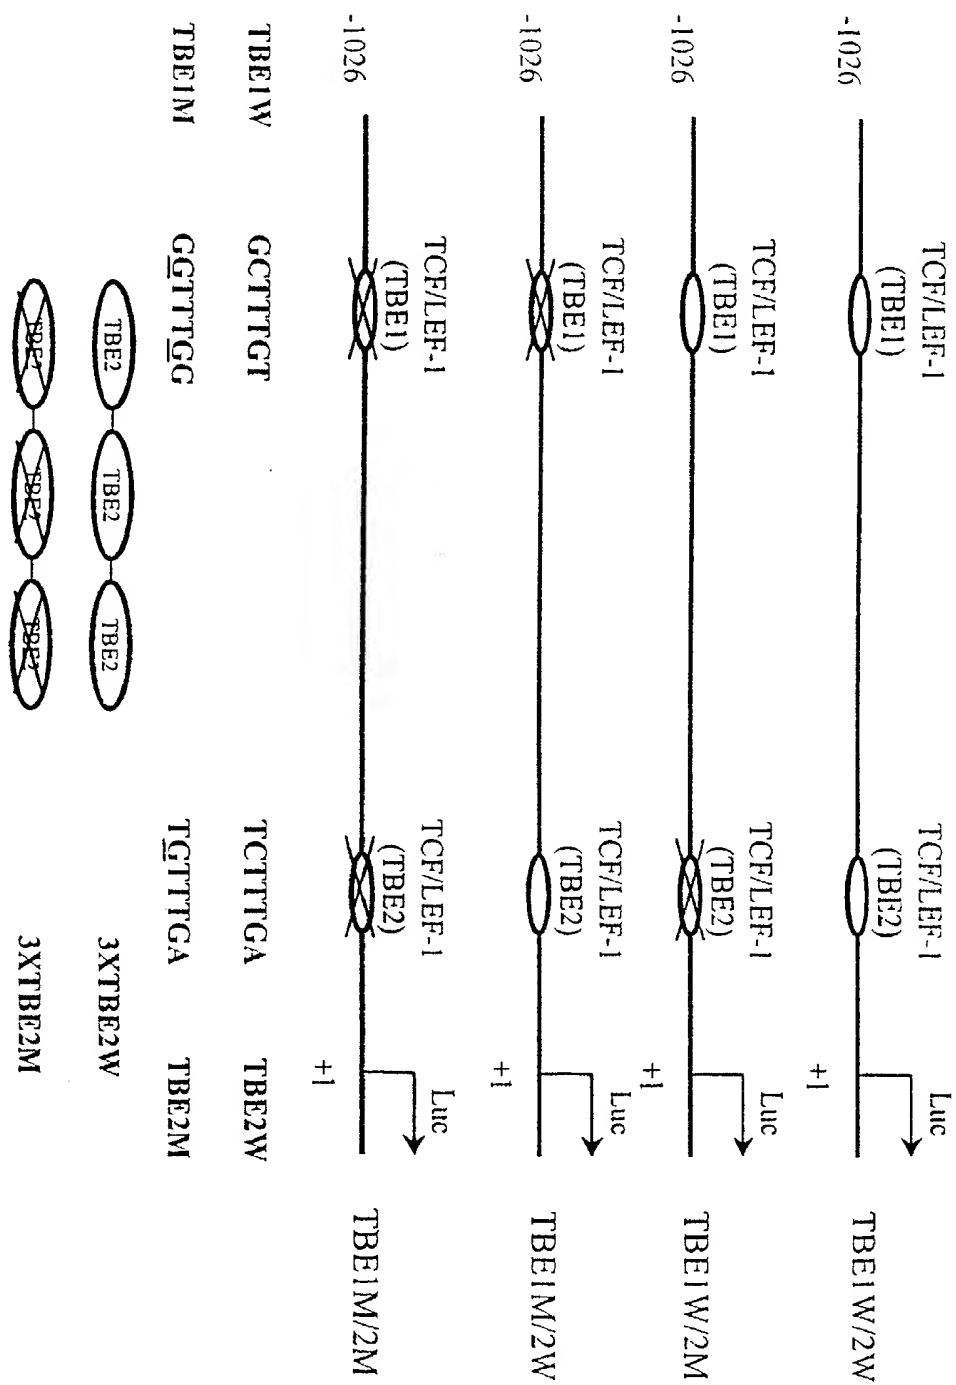 TCF/LEF-1 TCF/LEF-1 Luc
(TBE1) (TBE2)
-1026 +1 TBE1W/2W
TCF/LEF-1 TCF/LEF-1 Luc
(TBE1) (TBE2)
-1026 +1 TBE1W/2M
TCF/LEF-1 TCF/LEF-1 Luc
(TBE1) (TBE2)
-1026 +1 TBE1M/2W
TCF/LEF-1 TCF/LEF-1 Luc
(TBE1) (TBE2)
-1026 +1 TBE1M/2M
TBE1W GCTTTGT TCTTTGA TBE2W
TBE1M GGTTTGG TGTTTGA TBE2M
TBE2 TBE2 TBE2 3XTBE2W
TBE2 TBE2 TBE2 3XTBE2M